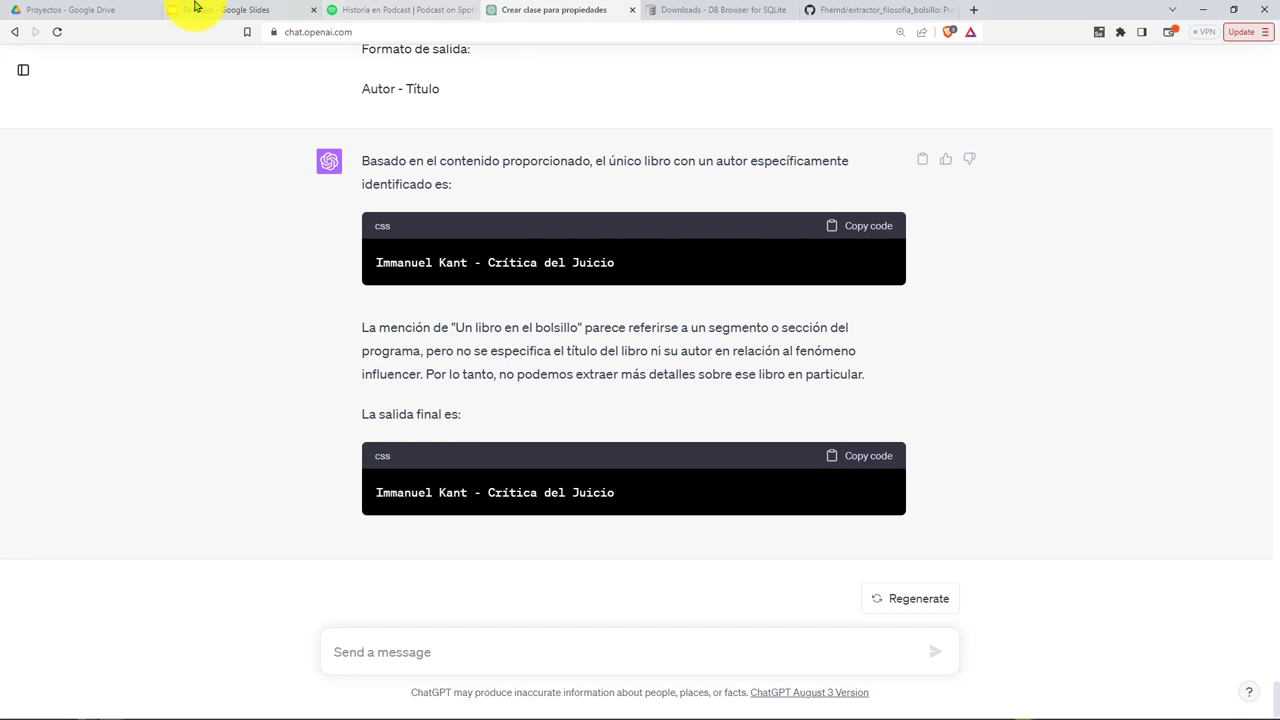 Proyectos - Google Drive
- Google Slides
Historia en Podcast | Podcast on Spot
Crear clase para propiedades
Downloads - DB Browser for SQLite
Fhernd/extractor_filosofia_bolsillo: Pro
chat.openai.com
VPN
Update
Formato de salida:
Autor - Título
Basado en el contenido proporcionado, el único libro con un autor específicamente
identificado es:
css
Copy code
Immanuel Kant - Crítica del Juicio
La mención de "Un libro en el bolsillo" parece referirse a un segmento o sección del
programa, pero no se especifica el título del libro ni su autor en relación al fenómeno
influencer. Por lo tanto, no podemos extraer más detalles sobre ese libro en particular.
La salida final es:
css
Copy code
Immanuel Kant - Crítica del Juicio
Regenerate
Send a message
ChatGPT may produce inaccurate information about people, places, or facts. ChatGPT August 3 Version
?